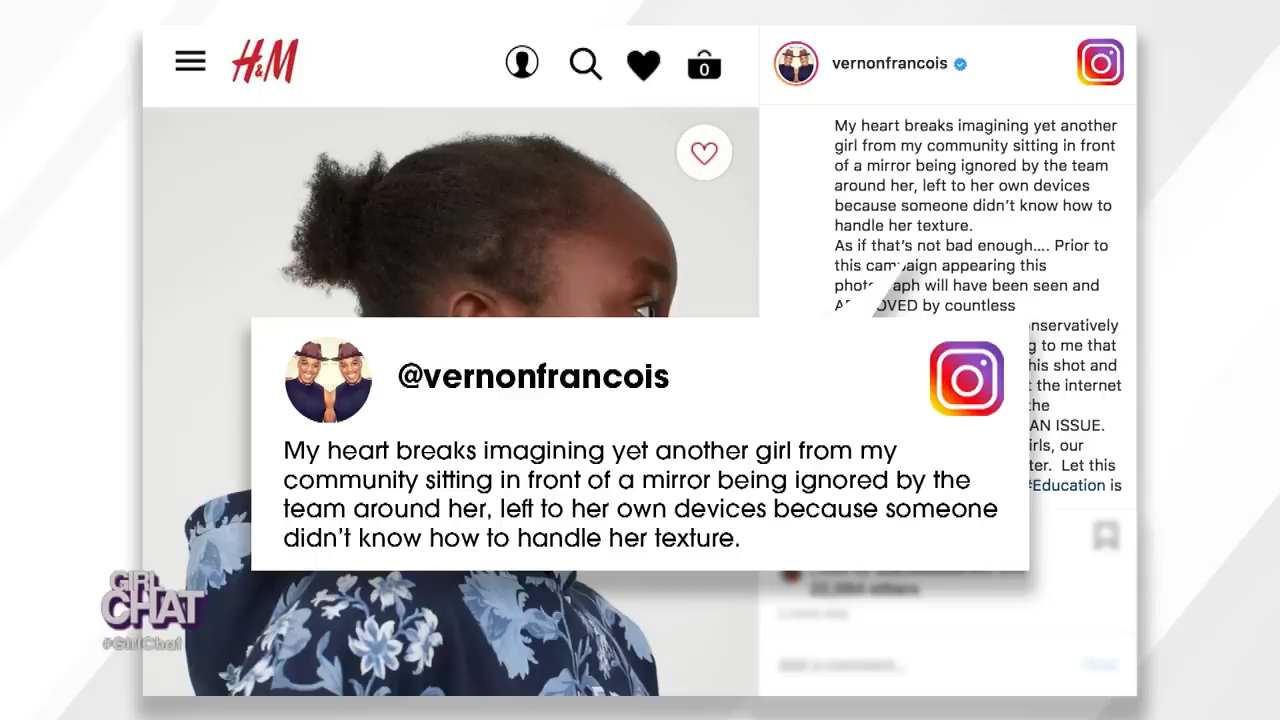 H&M
0
vernonfrancois
My heart breaks imagining yet another
girl from my community sitting in front
of a mirror being ignored by the team
around her, left to her own devices
because someone didn't know how to
handle her texture.
As if that's not bad enough.... Prior to
this campaign appearing this
photograph will have been seen and
by countless
to me that
shot and
the internet
the
AN ISSUE.
our
Let this
#Education is
@vernonfrancois
My heart breaks imagining yet another girl from my
community sitting in front of a mirror being ignored by the
team around her, left to her own devices because someone
didn't know how to handle her texture.
GIRL
CHAT
#GirlChat
Add a comment...